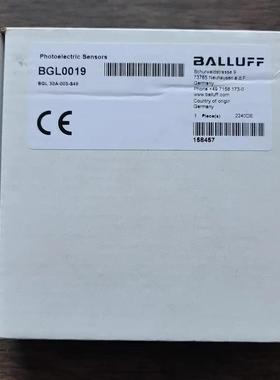 Photoelectric Sensors
BGL0019
BGL 30A-003-S49
CE
BALLUFF
Schurwaldstrasse 9
73765 Neuhausen a.d.F.
Germany
Phone +49 7158 173-0
www.balluff.com
Country of origin
Germany
1 Piece(s) 2240DE
158457